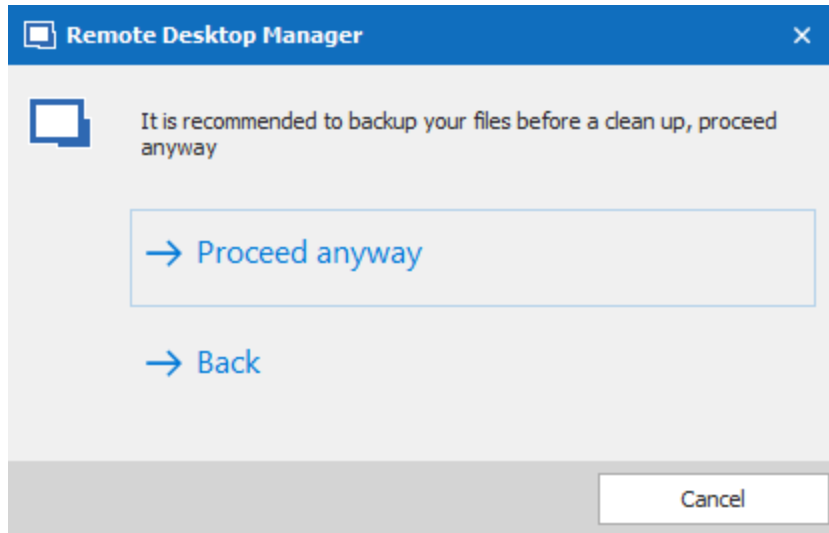 Remote Desktop Manager
It is recommended to backup your files before a clean up, proceed
anyway
Proceed anyway
Back
Cancel